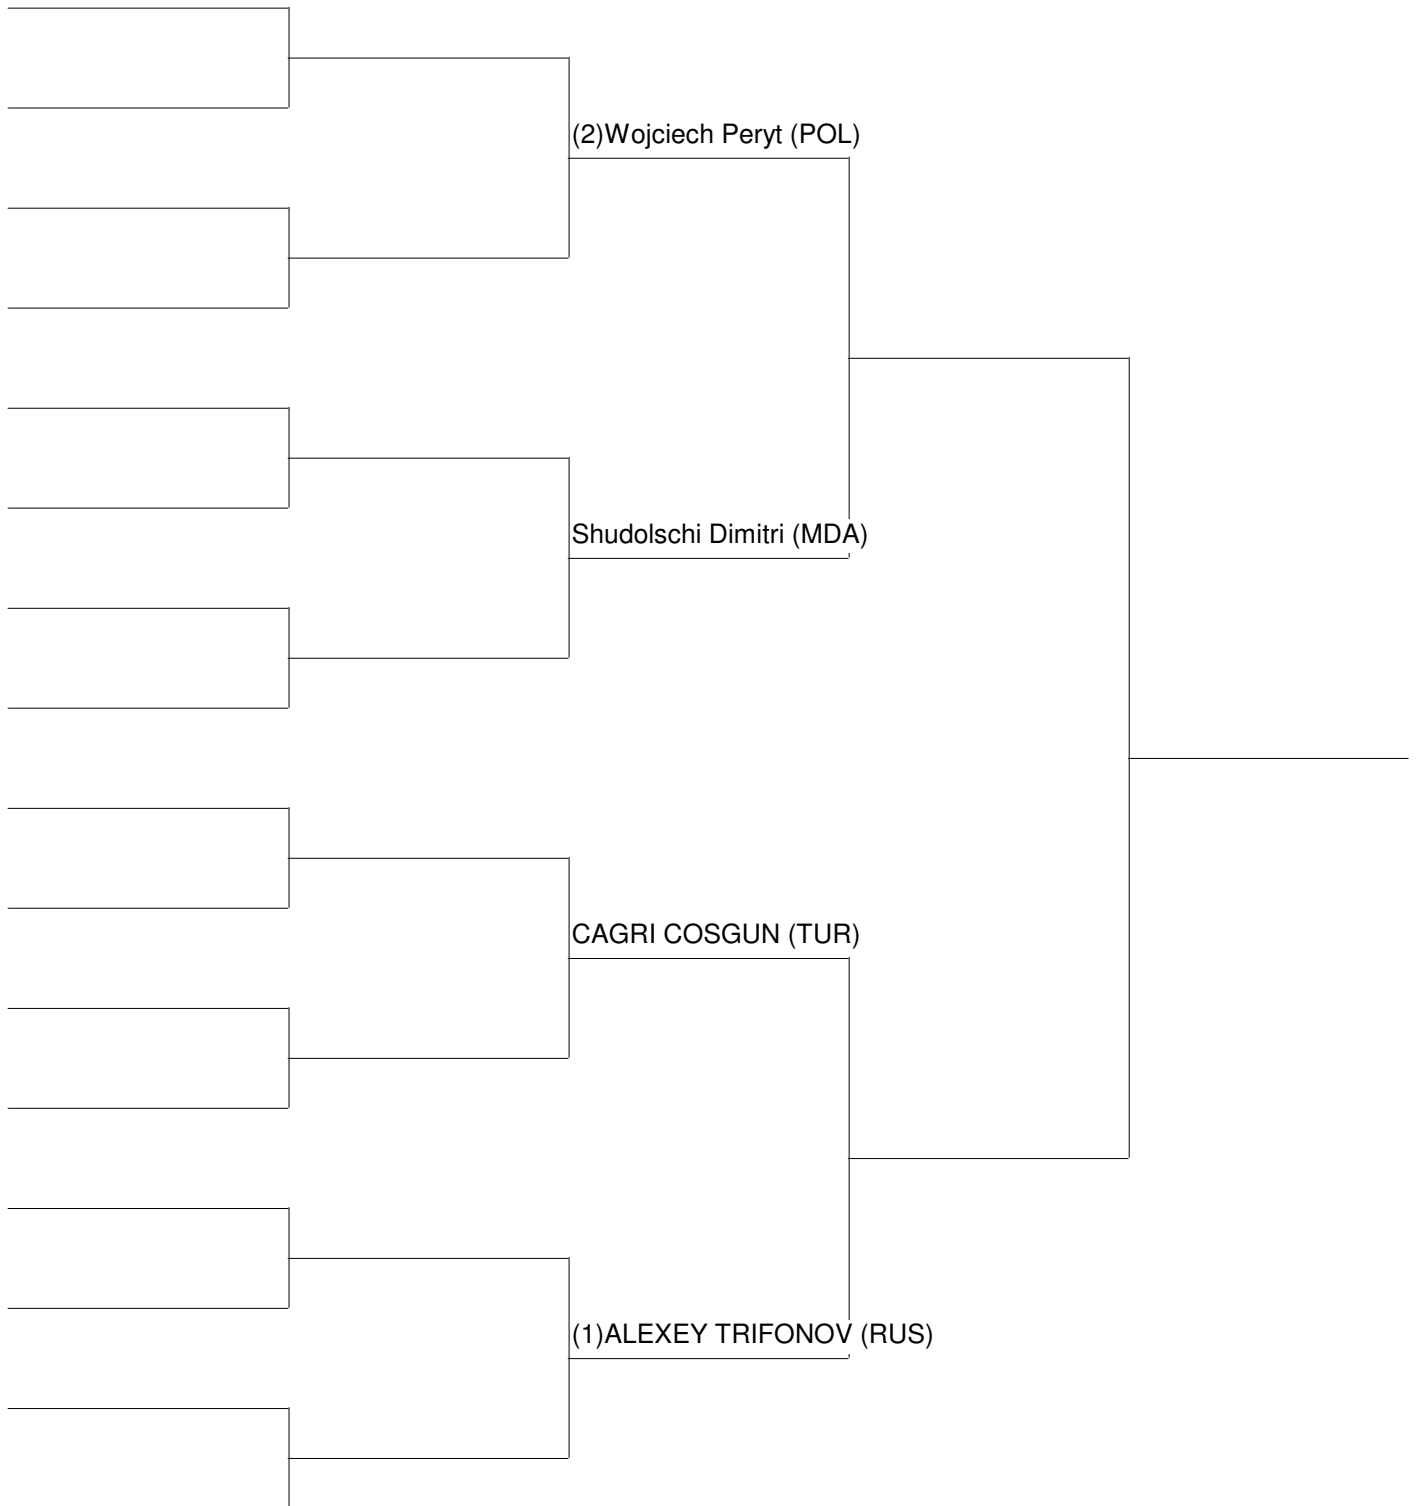 (2)Wojciech Peryt (POL)
Shudolschi Dimitri (MDA)
CAGRI COSGUN (TUR)
(1)ALEXEY TRIFONOV (RUS)